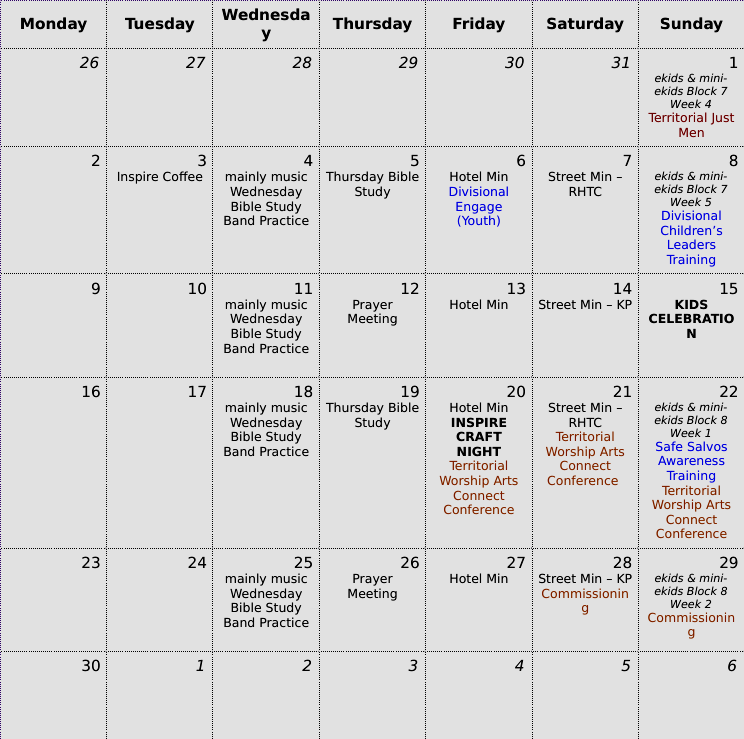 Monday Tuesday Wednesda Thursday Friday Saturday Sunday
y
26 27 28 29 30 31 1
ekids & mini-
ekids Block 7
Week 4
Territorial Just
Men
2 3 4 5 6 7 8
Inspire Coffee
mainly music
Wednesday
Bible Study
Band Practice
Thursday Bible
Study
Hotel Min
Divisional
Engage
(Youth)
Street Min –
RHTC
ekids & mini-
ekids Block 7
Week 5
Divisional
Children’s
Leaders
Training
9 10 11 12 13 14 15
mainly music
Wednesday
Bible Study
Band Practice
Prayer
Meeting
Hotel Min
Street Min – KP
KIDS
CELEBRATIO
N
16 17 18 19 20 21 22
mainly music
Wednesday
Bible Study
Band Practice
Thursday Bible
Study
Hotel Min
INSPIRE
CRAFT
NIGHT
Territorial
Worship Arts
Connect
Conference
Street Min –
RHTC
Territorial
Worship Arts
Connect
Conference
ekids & mini-
ekids Block 8
Week 1
Safe Salvos
Awareness
Training
Territorial
Worship Arts
Connect
Conference
23 24 25 26 27 28 29
mainly music
Wednesday
Bible Study
Band Practice
Prayer
Meeting
Hotel Min
Street Min – KP
Commissionin
g
ekids & mini-
ekids Block 8
Week 2
Commissionin
g
30 1 2 3 4 5 6